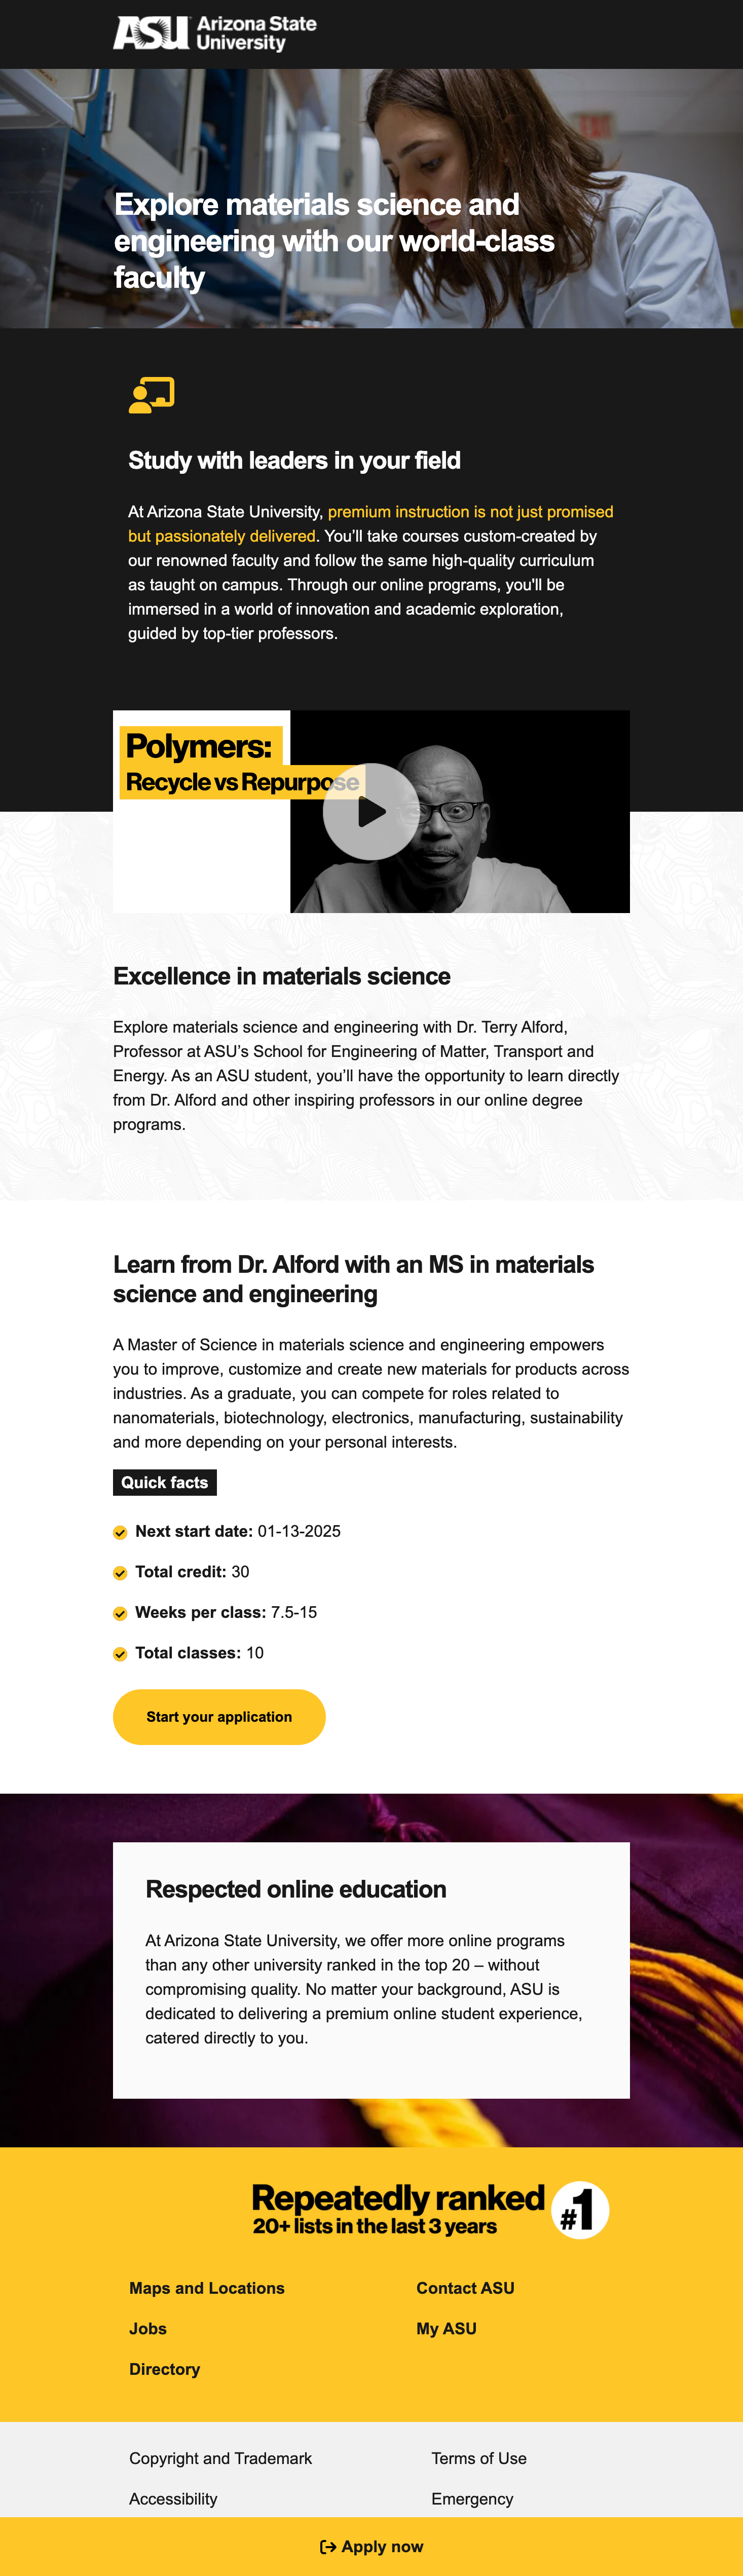 ASU Arizona State
University
Explore materials science and
engineering with our world-class
faculty
EXIT
Study with leaders in your field
At Arizona State University, premium instruction is not just promised
but passionately delivered. You’ll take courses custom-created by
our renowned faculty and follow the same high-quality curriculum
as taught on campus. Through our online programs, you'll be
immersed in a world of innovation and academic exploration,
guided by top-tier professors.
Polymers:
Recycle vs Repurpose
Excellence in materials science
Explore materials science and engineering with Dr. Terry Alford,
Professor at ASU’s School for Engineering of Matter, Transport and
Energy. As an ASU student, you’ll have the opportunity to learn directly
from Dr. Alford and other inspiring professors in our online degree
programs.
Learn from Dr. Alford with an MS in materials
science and engineering
A Master of Science in materials science and engineering empowers
you to improve, customize and create new materials for products across
industries. As a graduate, you can compete for roles related to
nanomaterials, biotechnology, electronics, manufacturing, sustainability
and more depending on your personal interests.
Quick facts
Next start date: 01-13-2025
Total credit: 30
Weeks per class: 7.5-15
Total classes: 10
Start your application
Respected online education
At Arizona State University, we offer more online programs
than any other university ranked in the top 20 – without
compromising quality. No matter your background, ASU is
dedicated to delivering a premium online student experience,
catered directly to you.
Repeatedly ranked #1
20+ lists in the last 3 years
Maps and Locations
Contact ASU
Jobs
My ASU
Directory
Copyright and Trademark
Terms of Use
Accessibility
Emergency
Apply now